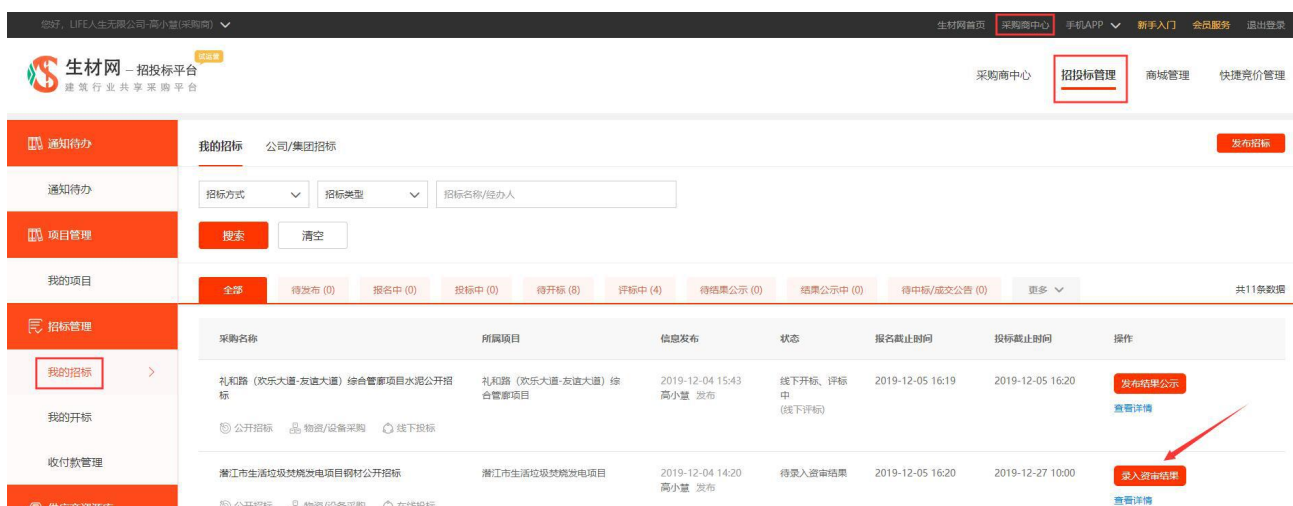 您好，LIFE人生无限公司-高小慧(采购商)
生材网首页 采购商中心 手机APP 新手入门 会员服务 退出登录
生材网 – 招投标平台 试运营
建筑行业共享采购平台
采购商中心 招投标管理 商城管理 快捷竞价管理
通知待办
通知待办
项目管理
我的项目
招标管理
我的招标
我的开标
收付款管理
我的招标 公司/集团招标 发布招标
招标方式 招标类型 招标名称/经办人
搜索 清空
全部 待发布 (0) 报名中 (0) 投标中 (0) 待开标 (8) 评标中 (4) 待结果公示 (0) 结果公示中 (0) 待中标/成交公告 (0) 更多 共11条数据
采购名称 所属项目 信息发布 状态 报名截止时间 投标截止时间 操作
礼和路（欢乐大道-友谊大道）综合管廊项目水泥公开招 礼和路（欢乐大道-友谊大道）综 2019-12-04 15:43 线下开标、评标 2019-12-05 16:19 2019-12-05 16:20 发布结果公示
标 合管廊项目 高小慧 发布 中 查看详情
(线下评标)
公开招标 物资/设备采购 线下投标
潜江市生活垃圾焚烧发电项目钢材公开招标 潜江市生活垃圾焚烧发电项目 2019-12-04 14:20 待录入资审结果 2019-12-05 16:20 2019-12-27 10:00 录入资审结果
高小慧 发布 查看详情
公开招标 物资/设备采购 在线投标